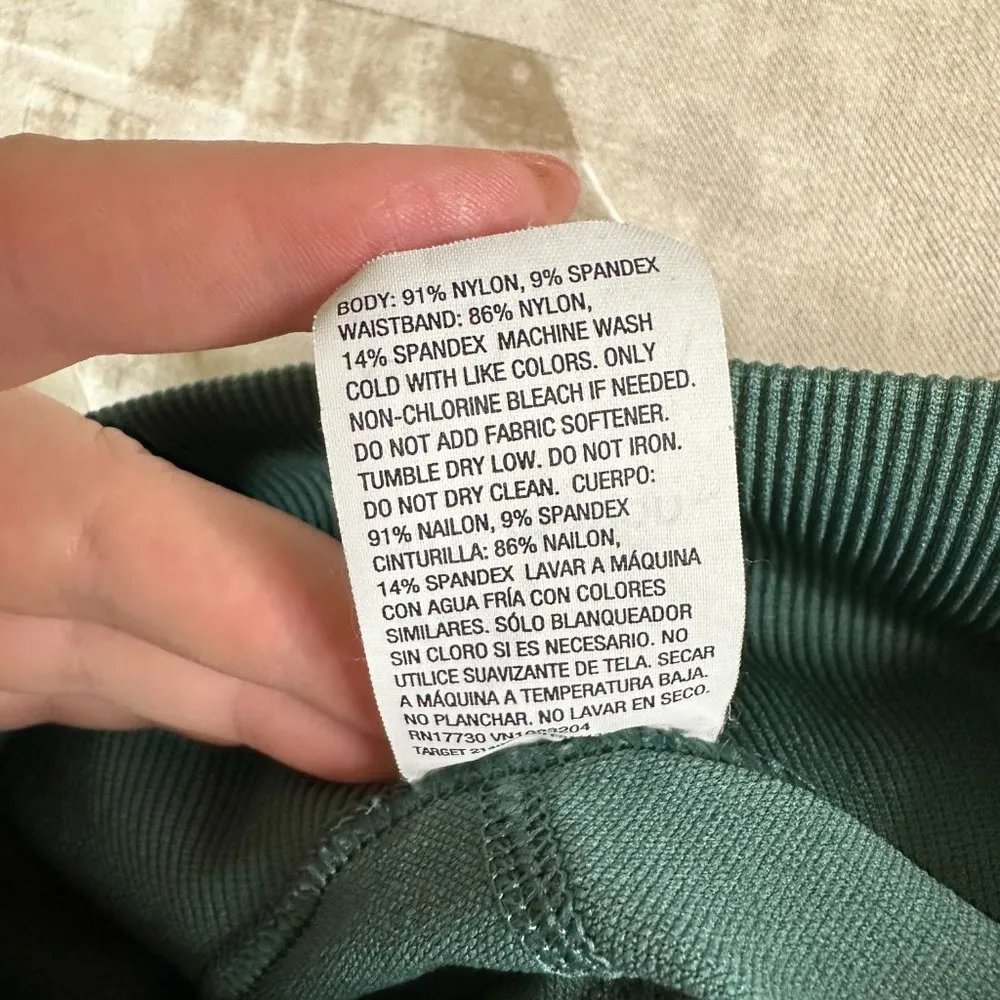 BODY: 91% NYLON, 9% SPANDEX
WAISTBAND: 86% NYLON,
14% SPANDEX MACHINE WASH
COLD WITH LIKE COLORS. ONLY
NON-CHLORINE BLEACH IF NEEDED.
DO NOT ADD FABRIC SOFTENER.
TUMBLE DRY LOW. DO NOT IRON.
DO NOT DRY CLEAN. CUERPO:
91% NAILON, 9% SPANDEX
CINTURILLA: 86% NAILON,
14% SPANDEX LAVAR A MÁQUINA
CON AGUA FRÍA CON COLORES
SIMILARES. SÓLO BLANQUEADOR
SIN CLORO SI ES NECESARIO. NO
UTILICE SUAVIZANTE DE TELA. SECAR
A MÁQUINA A TEMPERATURA BAJA.
NO PLANCHAR. NO LAVAR EN SECO.
RN17730
TARGET